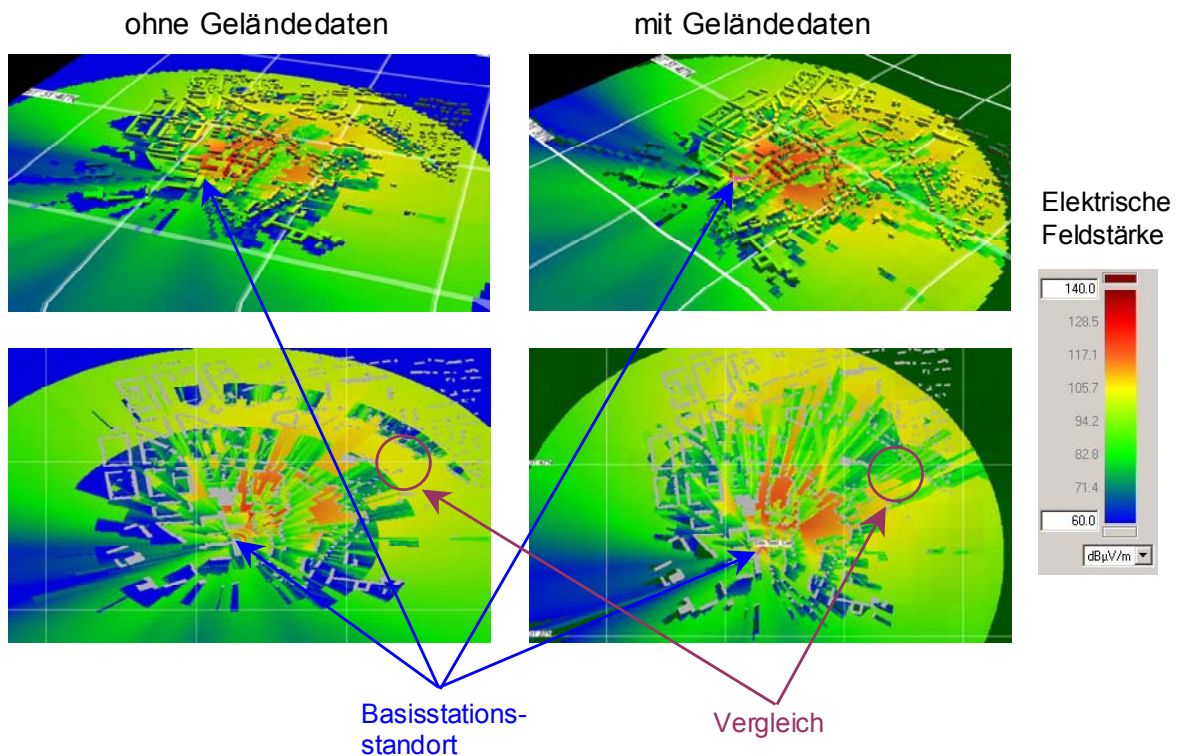 ohne Geländedaten
mit Geländedaten
Elektrische
Feldstärke
140.0
128.5
117.1
105.7
94.2
82.8
71.4
60.0
dBµV/m
Basisstations-
standort
Vergleich